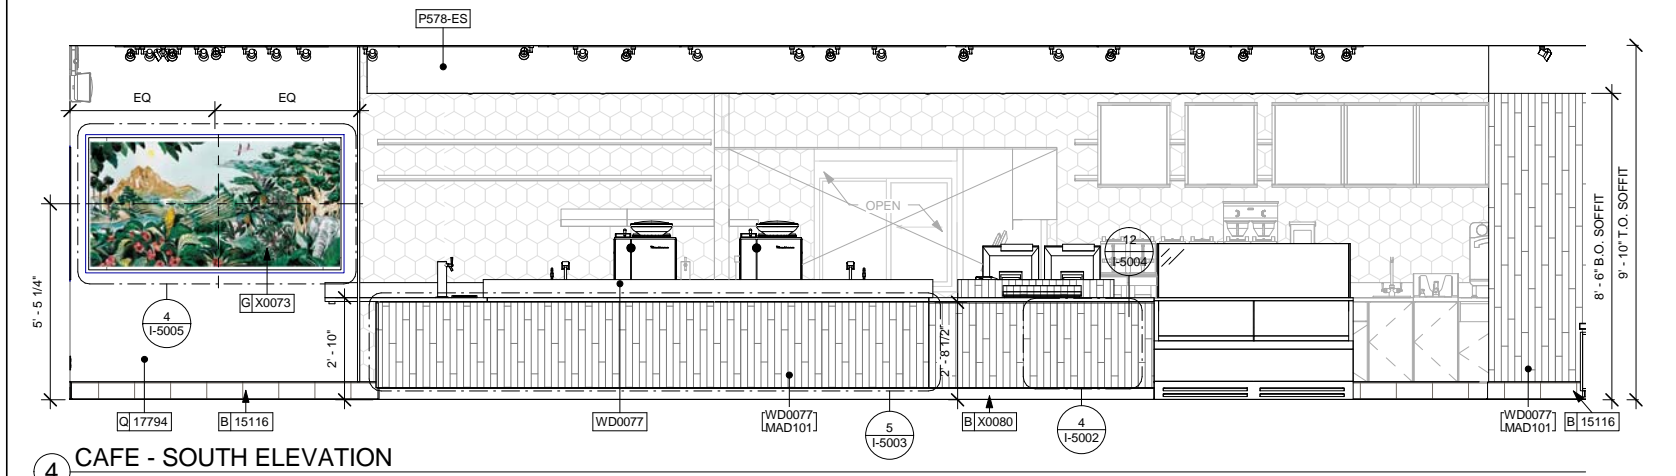 P578-ES
EQ
EQ
OPEN
12
I-5004
5' - 5 1/4"
G X0073
4
I-5005
2' - 10"
2' - 8 1/2"
8' - 6" B.O. SOFFIT
9' - 10" T.O. SOFFIT
Q 17794
B 15116
WD0077
WD0077
MAD101
5
I-5003
B X0080
4
I-5002
WD0077
MAD101
B 15116
4
CAFE - SOUTH ELEVATION